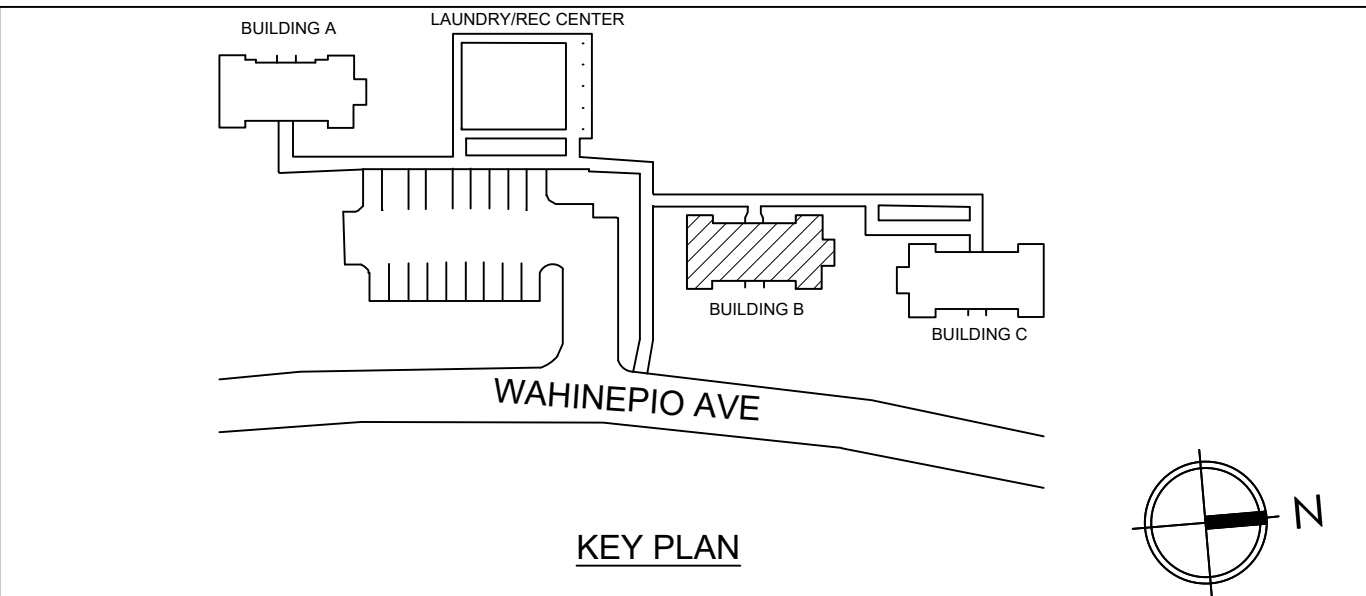 LAUNDRY/REC CENTER
BUILDING A
BUILDING B
BUILDING C
WAHINEPIO AVE
N
KEY PLAN